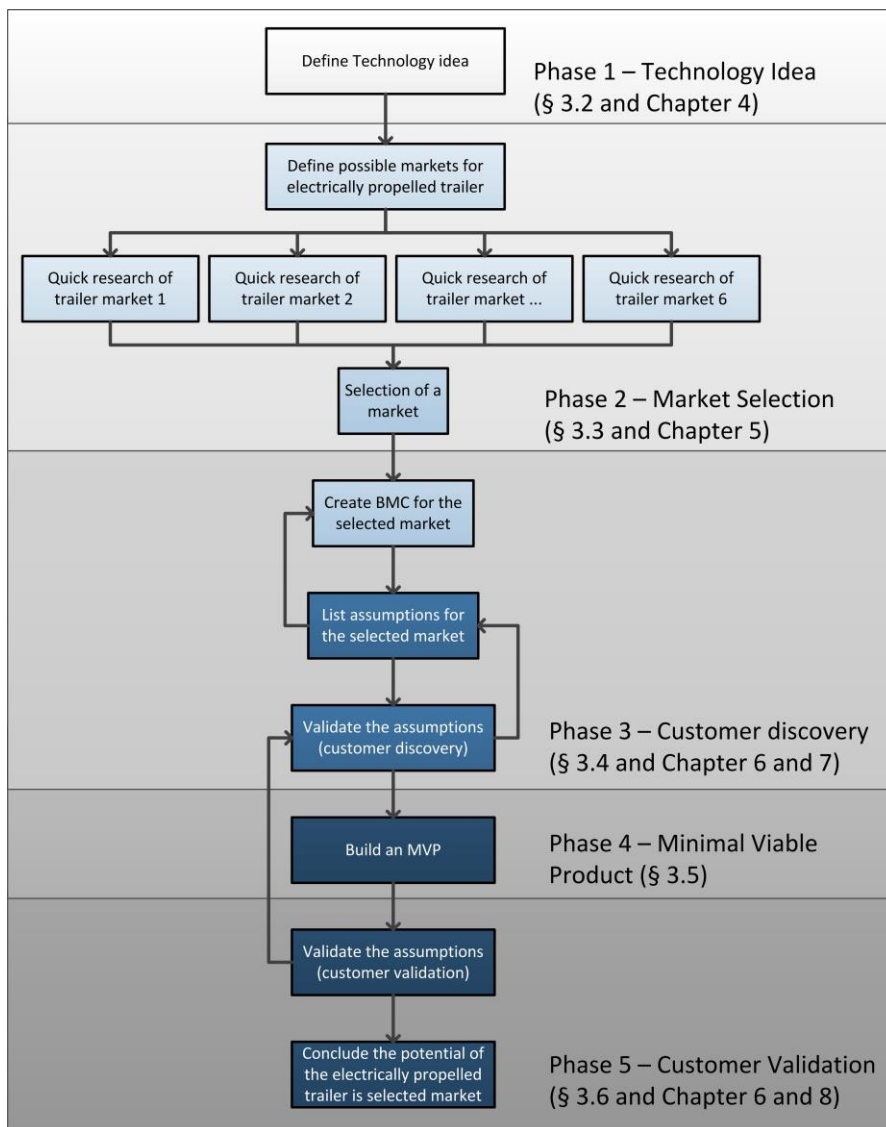 Define Technology idea
Phase 1 – Technology Idea
(§ 3.2 and Chapter 4)
Define possible markets for
electrically propelled trailer
Quick research of
trailer market 1
Quick research of
trailer market 2
Quick research of
trailer market ...
Quick research of
trailer market 6
Selection of a
market
Phase 2 – Market Selection
(§ 3.3 and Chapter 5)
Create BMC for the
selected market
List assumptions for
the selected market
Validate the assumptions
(customer discovery)
Phase 3 – Customer discovery
(§ 3.4 and Chapter 6 and 7)
Build an MVP
Phase 4 – Minimal Viable
Product (§ 3.5)
Validate the assumptions
(customer validation)
Conclude the potential of
the electrically propelled
trailer is selected market
Phase 5 – Customer Validation
(§ 3.6 and Chapter 6 and 8)